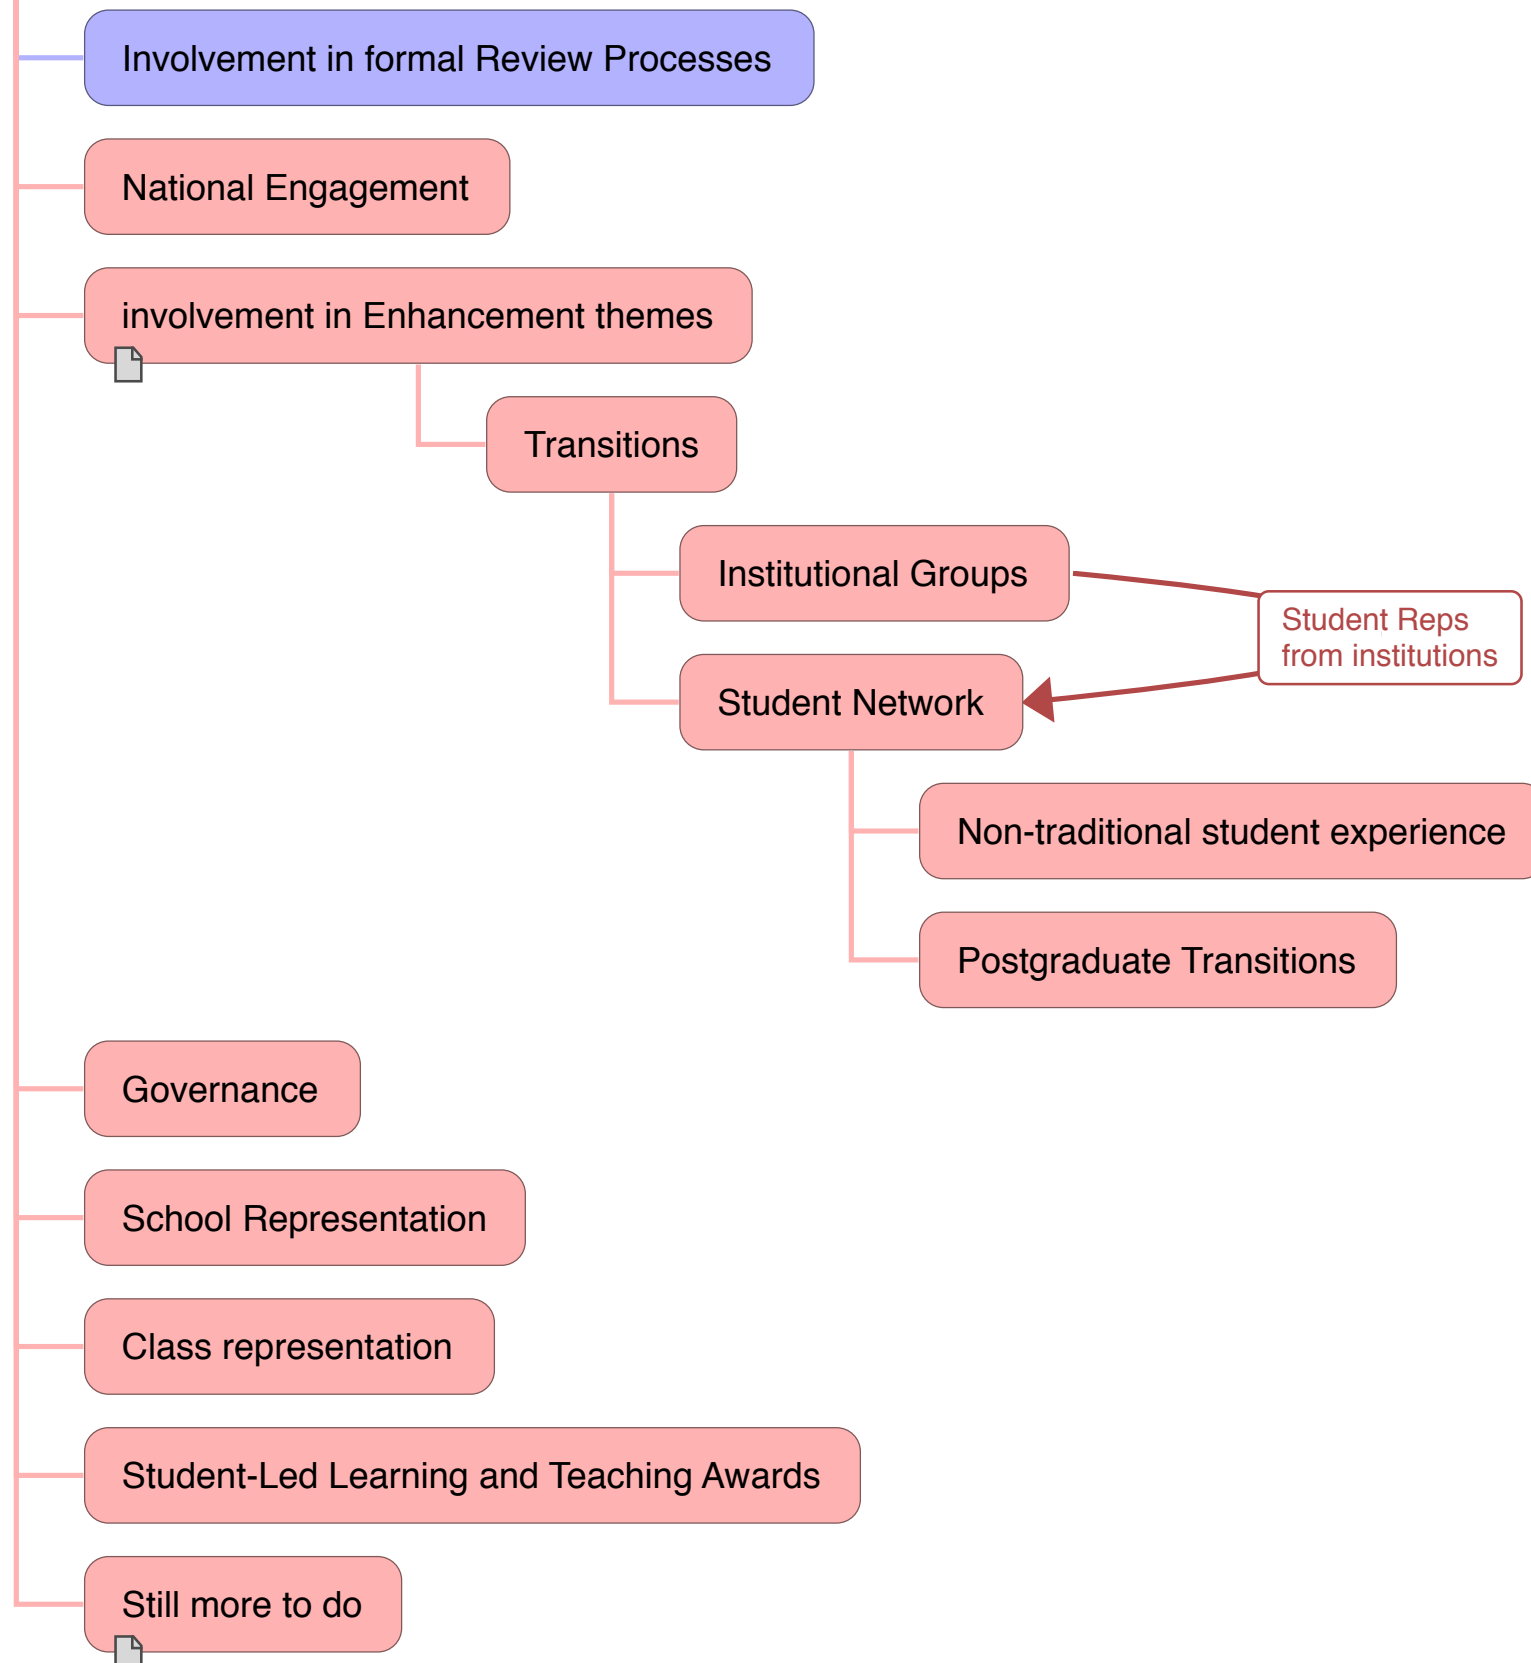 Involvement in formal Review Processes
National Engagement
involvement in Enhancement themes
Transitions
Institutional Groups
Student Reps
from institutions
Student Network
Non-traditional student experience
Postgraduate Transitions
Governance
School Representation
Class representation
Student-Led Learning and Teaching Awards
Still more to do